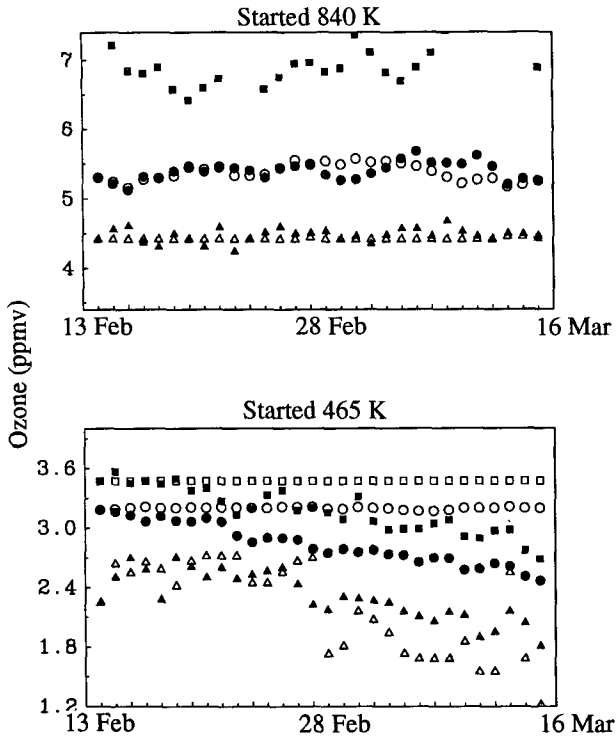 Started 840 K
7
6
5
4
13 Feb
28 Feb
16 Mar
Ozone (ppmv)
Started 465 K
3.6
3.0
2.4
1.8
1.2
13 Feb
28 Feb
16 Mar